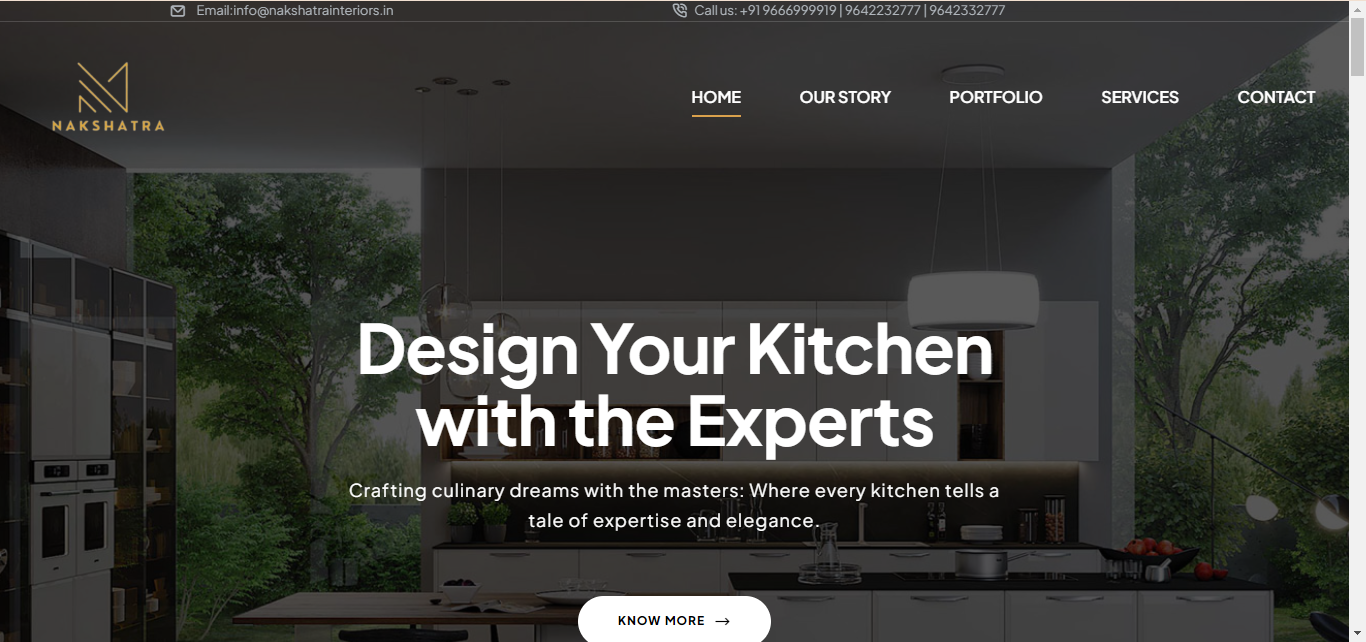 Email:info@nakshatrainteriors.in
Call us: +91 9666999919 | 9642232777 | 9642332777
NAKSHATRA
HOME OUR STORY PORTFOLIO SERVICES CONTACT
Design Your Kitchen
with the Experts
Crafting culinary dreams with the masters: Where every kitchen tells a
tale of expertise and elegance.
KNOW MORE →